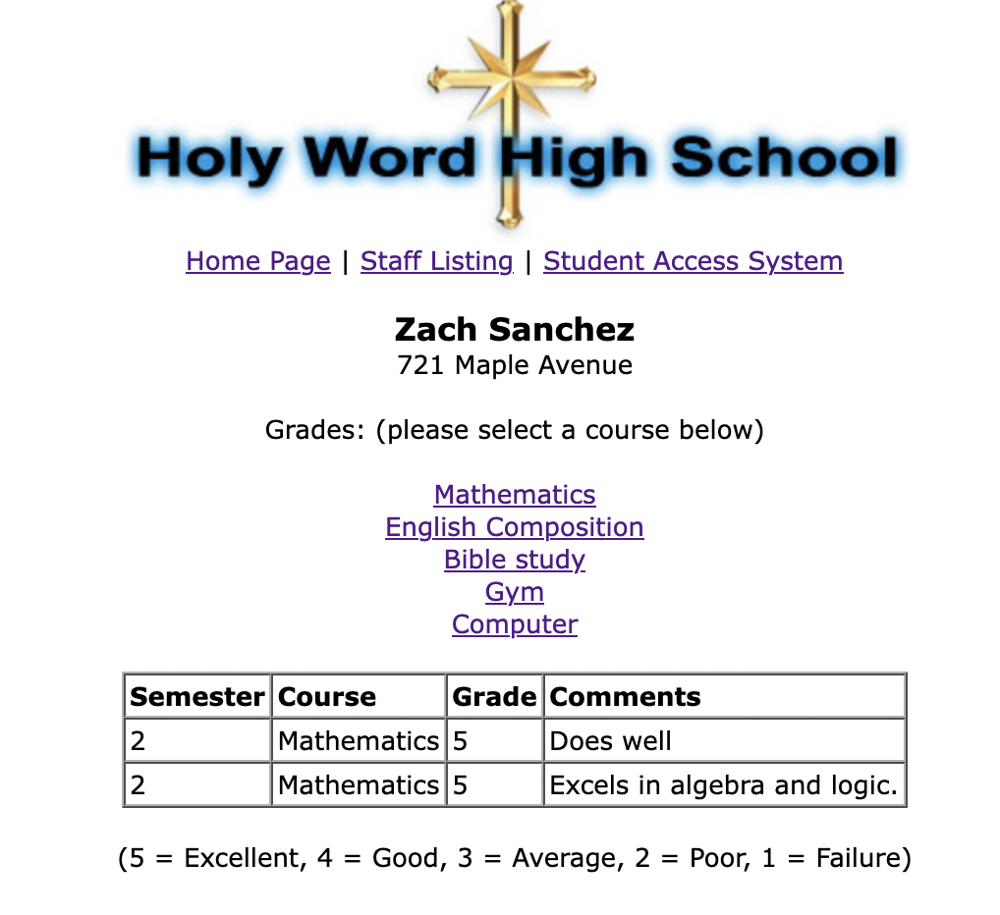 Holy Word High School
Home Page | Staff Listing | Student Access System
Zach Sanchez
721 Maple Avenue
Grades: (please select a course below)
Mathematics
English Composition
Bible study
Gym
Computer
Semester Course Grade Comments
2 Mathematics 5 Does well
2 Mathematics 5 Excels in algebra and logic.
(5 = Excellent, 4 = Good, 3 = Average, 2 = Poor, 1 = Failure)